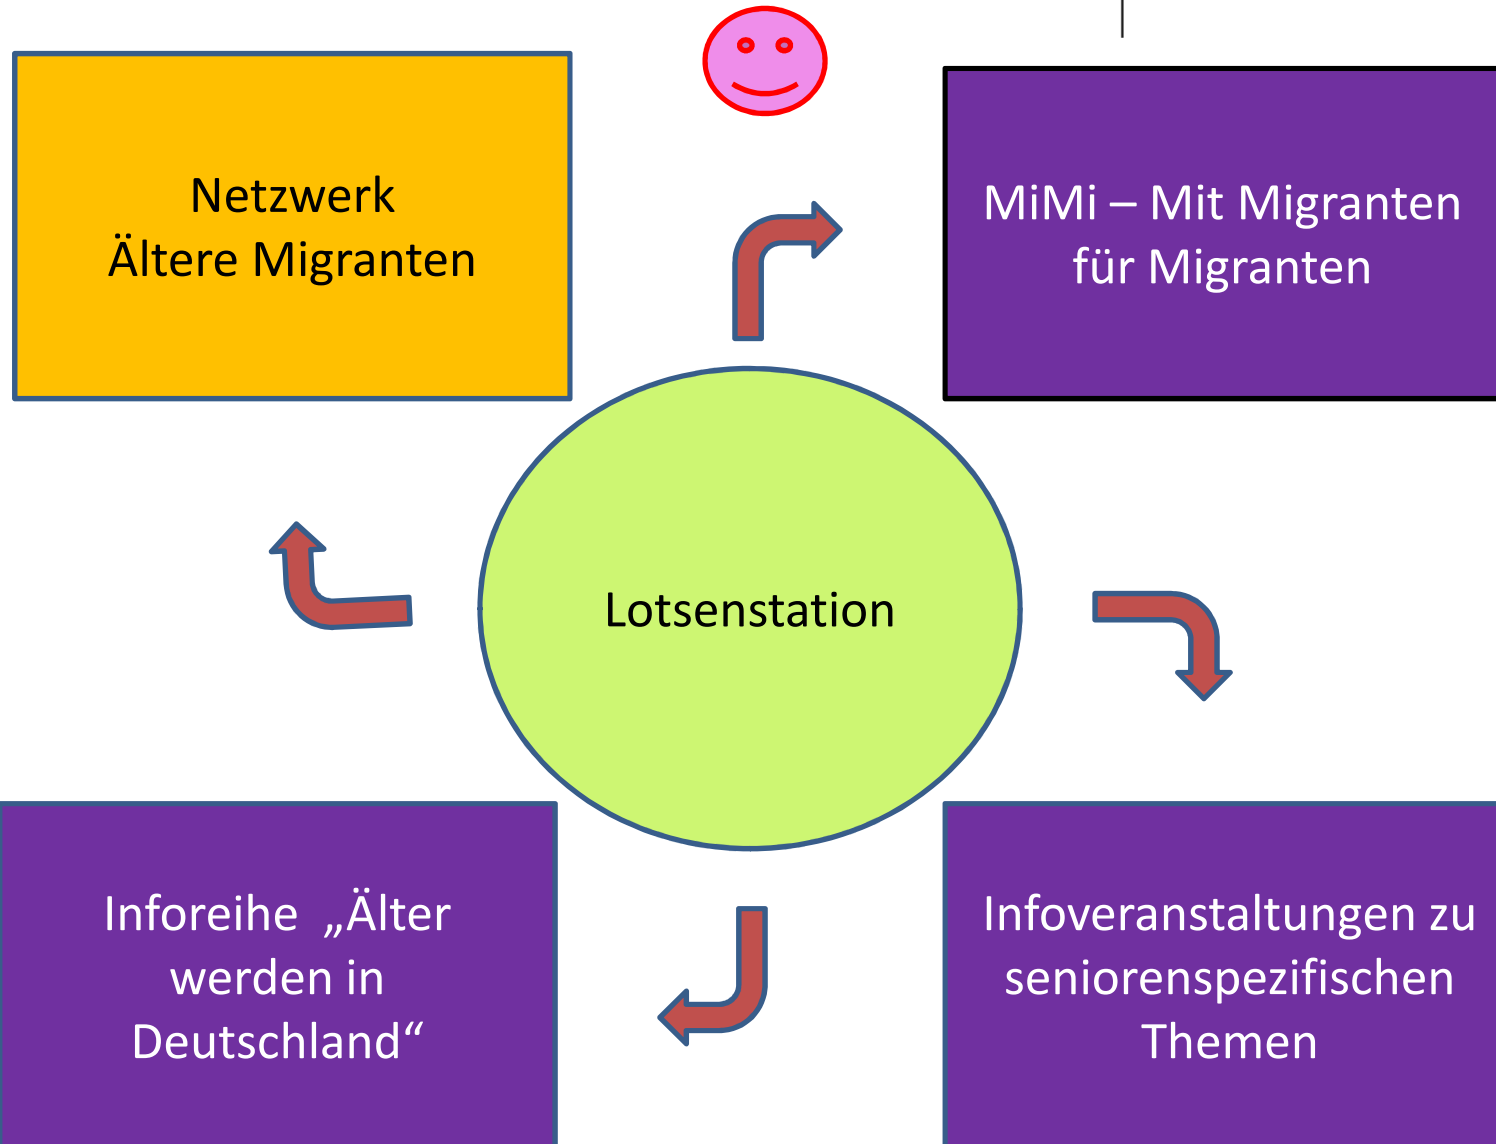 Netzwerk
Ältere Migranten
MiMi – Mit Migranten
für Migranten
Lotsenstation
Inforeihe „Älter
werden in
Deutschland“
Infoveranstaltungen zu
seniorenspezifischen
Themen